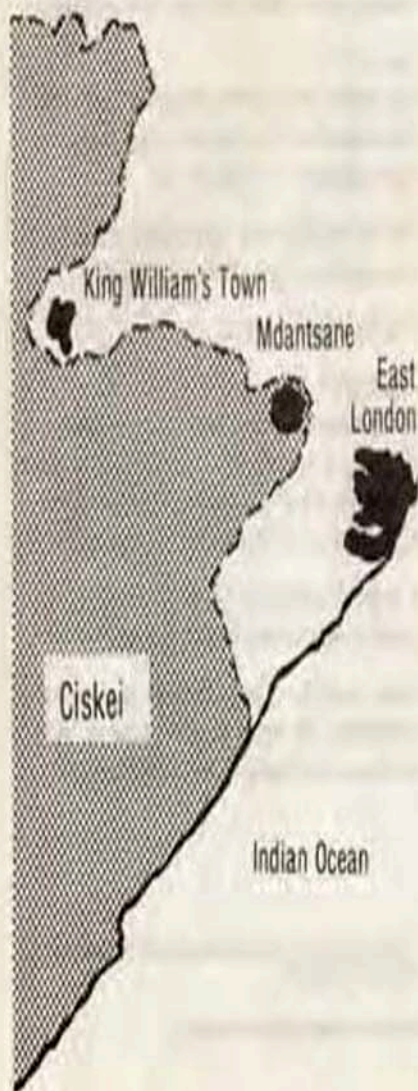 King William's Town
Mdantsane
East
London
Ciskei
Indian Ocean